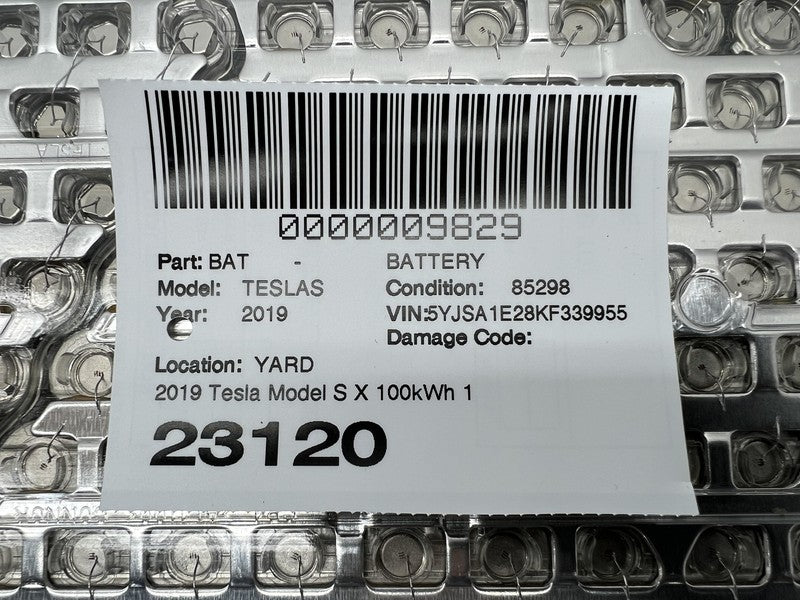 0000009829
Part: BAT - BATTERY
Model: TESLAS Condition: 85298
Year: 2019 VIN:5YJSA1E28KF339955
Damage Code:
Location: YARD
2019 Tesla Model S X 100kWh 1
23120